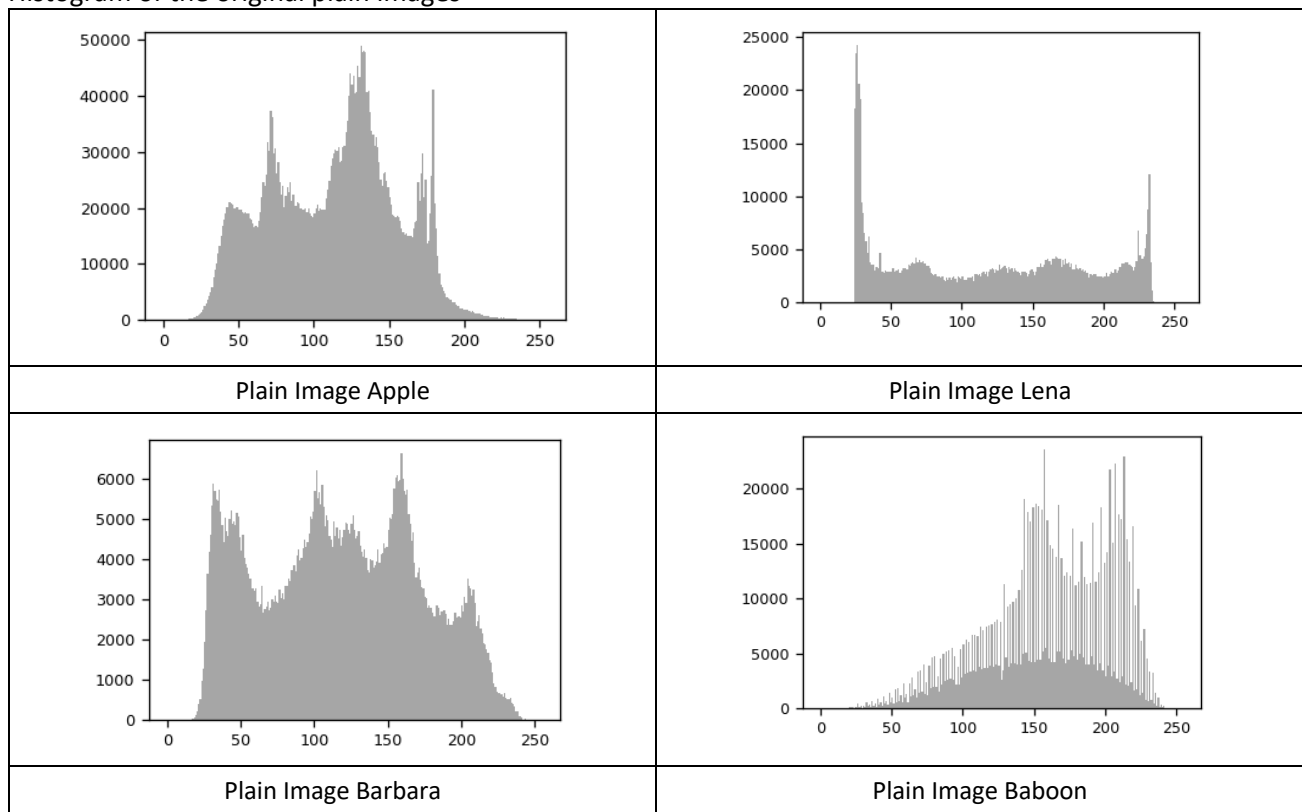 Histogram of the original plain images
50000
40000
30000
20000
10000
0
0 50 100 150 200 250
25000
20000
15000
10000
5000
0
0 50 100 150 200 250
Plain Image Apple
Plain Image Lena
6000
5000
4000
3000
2000
1000
0
0 50 100 150 200 250
20000
15000
10000
5000
0
0 50 100 150 200 250
Plain Image Barbara
Plain Image Baboon